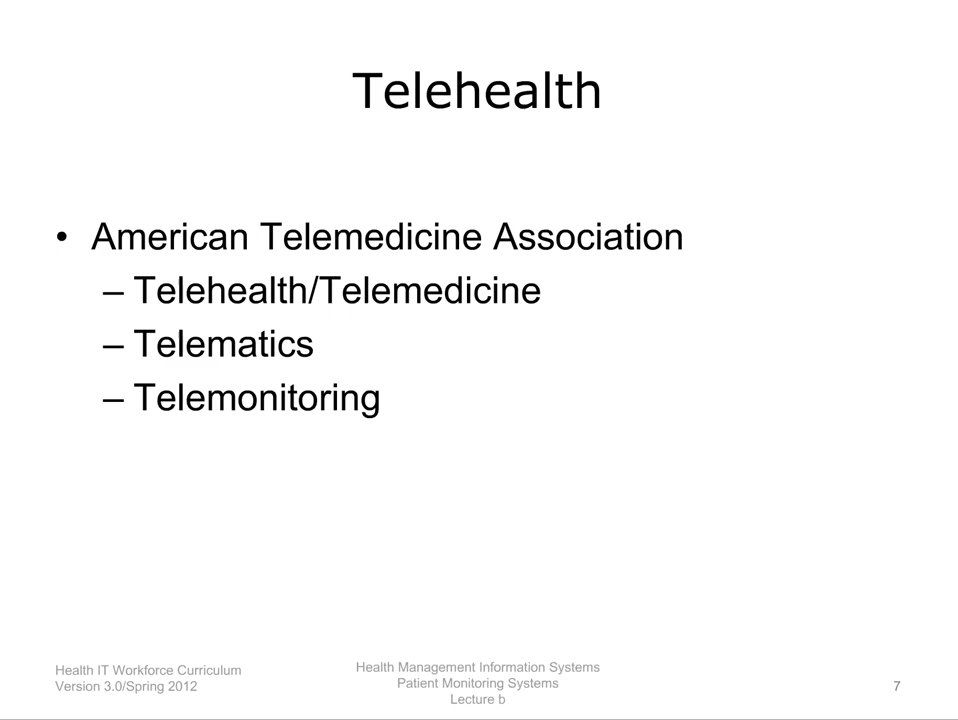 Telehealth
• American Telemedicine Association
– Telehealth/Telemedicine
– Telematics
– Telemonitoring
Health IT Workforce Curriculum
Version 3.0/Spring 2012
Health Management Information Systems
Patient Monitoring Systems
Lecture b
7